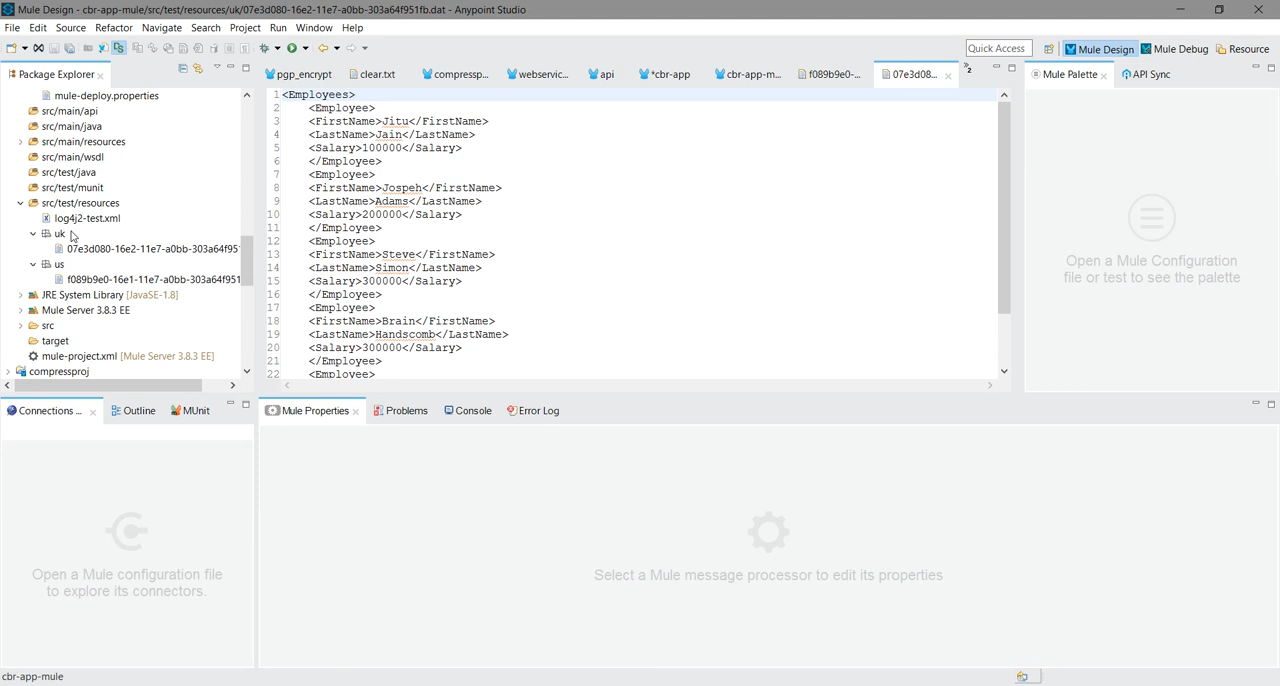 Mule Design - cbr-app-mule/src/test/resources/uk/07e3d080-16e2-11e7-a0bb-303a64f951fb.dat - Anypoint Studio
File Edit Source Refactor Navigate Search Project Run Window Help
Quick Access
Mule Design
Mule Debug
Resource
Package Explorer
pgp_encrypt
clear.txt
compressp...
webservic...
api
*cbr-app
cbr-app-m...
f089b9e0-...
07e3d08...
2
Mule Palette
API Sync
mule-deploy.properties
src/main/api
src/main/java
src/main/resources
src/main/wsdl
src/test/java
src/test/munit
src/test/resources
log4j2-test.xml
uk
07e3d080-16e2-11e7-a0bb-303a64f95
us
f089b9e0-16e1-11e7-a0bb-303a64f951
JRE System Library [JavaSE-1.8]
Mule Server 3.8.3 EE
src
target
mule-project.xml [Mule Server 3.8.3 EE]
compressproj
1 <Employees>
2 <Employee>
3 <FirstName>Jitu</FirstName>
4 <LastName>Jain</LastName>
5 <Salary>100000</Salary>
6 </Employee>
7 <Employee>
8 <FirstName>Jospeh</FirstName>
9 <LastName>Adams</LastName>
10 <Salary>200000</Salary>
11 </Employee>
12 <Employee>
13 <FirstName>Steve</FirstName>
14 <LastName>Simon</LastName>
15 <Salary>300000</Salary>
16 </Employee>
17 <Employee>
18 <FirstName>Brain</FirstName>
19 <LastName>Handscomb</LastName>
20 <Salary>300000</Salary>
21 </Employee>
22 <Employee>
Open a Mule Configuration
file or test to see the palette
Connections ...
Outline
MUnit
Open a Mule configuration file
to explore its connectors.
Mule Properties
Problems
Console
Error Log
Select a Mule message processor to edit its properties
cbr-app-mule